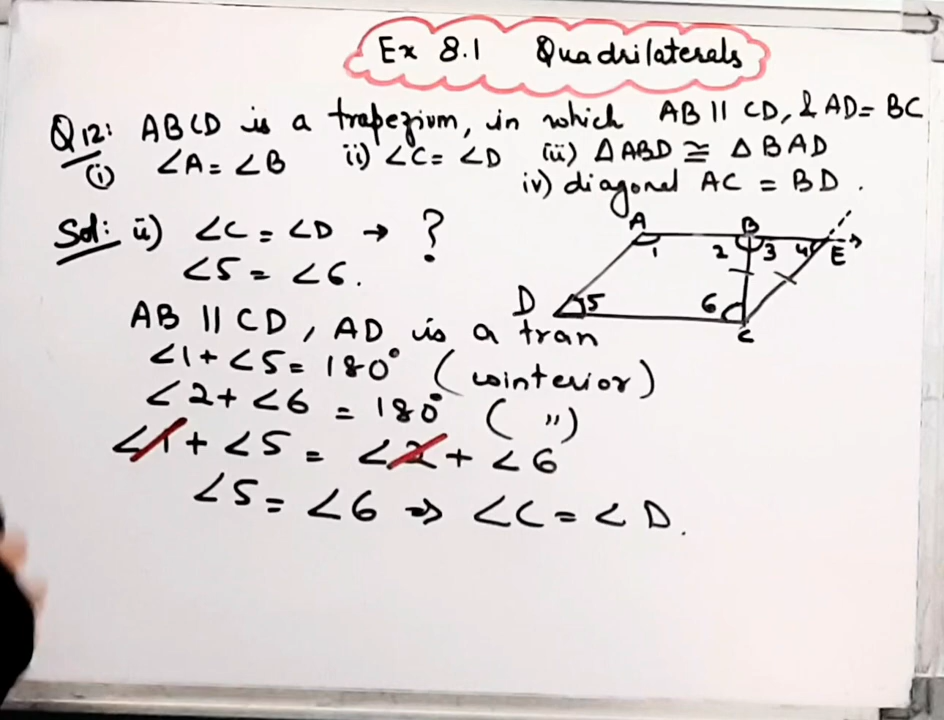 Ex 8.1 Quadrilaterals
Q12: ABCD is a trapezium, in which AB || CD, & AD = BC
(i) ∠A = ∠B ii) ∠C = ∠D (iii) △ABD ≅ △BAD
iv) diagonal AC = BD.
Sol: ii) ∠C = ∠D → ?
∠5 = ∠6.
A B E
1 2 3 4
D 5 6 C
AB || CD, AD is a tran
∠1 + ∠5 = 180° (cointerior)
∠2 + ∠6 = 180° ( ")
∠1 + ∠5 = ∠2 + ∠6
∠5 = ∠6 ⇒ ∠C = ∠D.